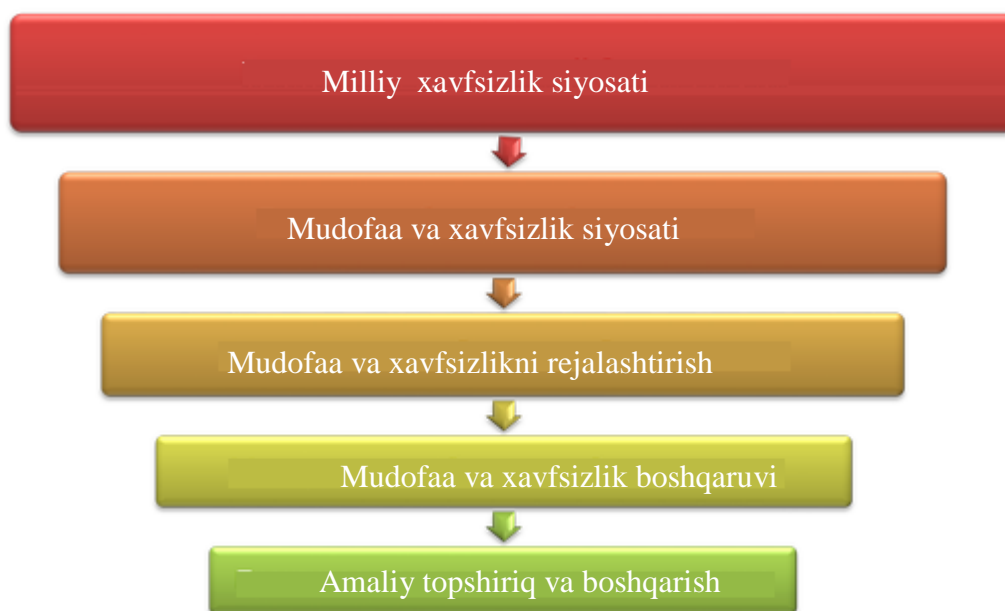 Milliy xavfsizlik siyosati
Mudofaa va xavfsizlik siyosati
Mudofaa va xavfsizlikni rejalashtirish
Mudofaa va xavfsizlik boshqaruvi
Amaliy topshiriq va boshqarish